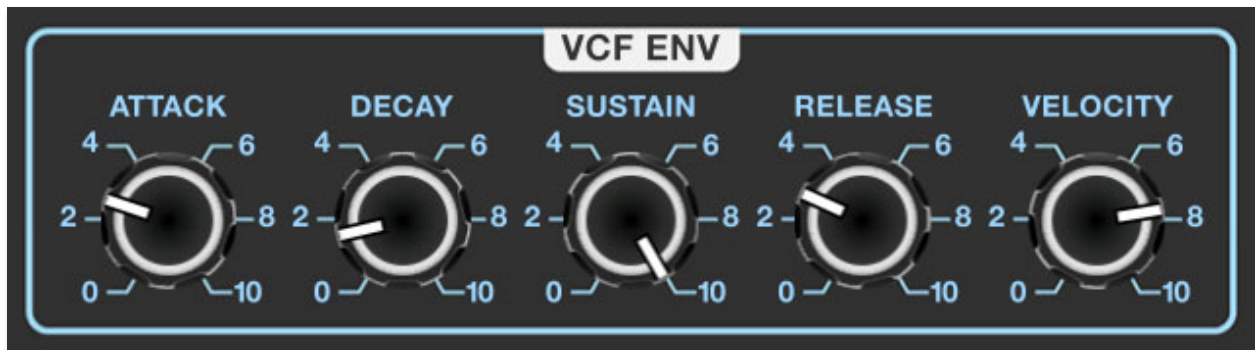 VCF ENV
ATTACK DECAY SUSTAIN RELEASE VELOCITY
4 6 4 6 4 6 4 6 4 6
2 8 2 8 2 8 2 8 2 8
0 10 0 10 0 10 0 10 0 10